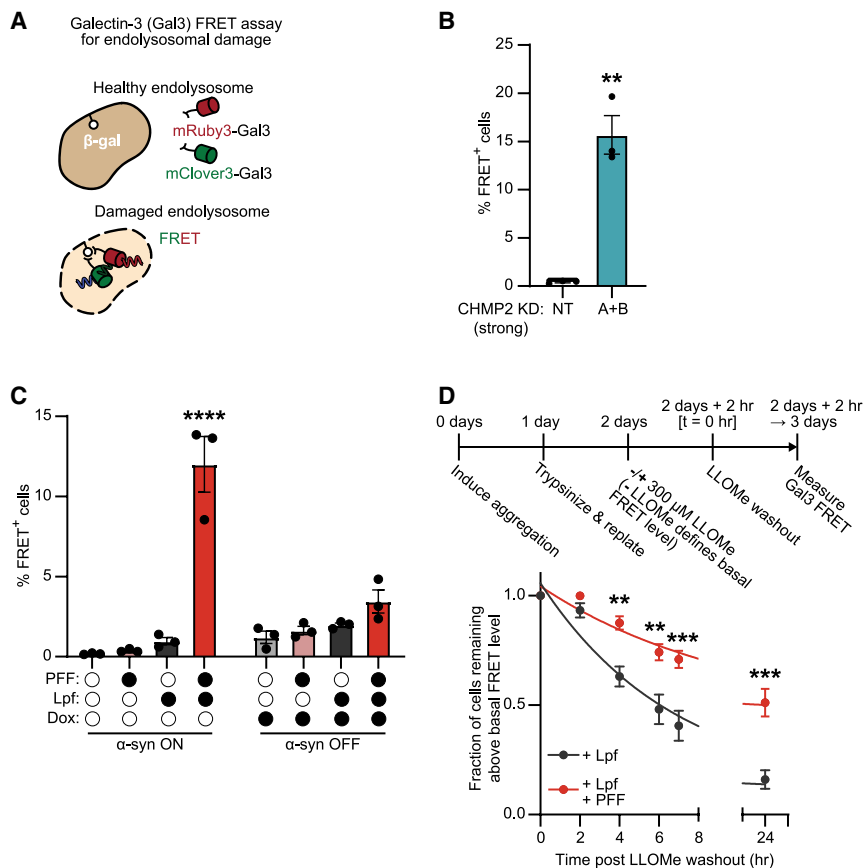 A
Galectin-3 (Gal3) FRET assay
for endolysosomal damage
Healthy endolysosome
β-gal
mRuby3-Gal3
mClover3-Gal3
Damaged endolysosome
FRET
B
% FRET+ cells
25
20
15
10
5
0
**
CHMP2 KD: NT A+B
(strong)
C
% FRET+ cells
15
10
5
0
****
PFF:
Lpf:
Dox:
α-syn ON
α-syn OFF
D
0 days
1 day
2 days
2 days + 2 hr
[t = 0 hr]
2 days + 2 hr
→ 3 days
Induce aggregation
Trypsinize & replate
-/+ 300 µM LLOMe
(- LLOMe defines basal
FRET level)
LLOMe washout
Measure
Gal3 FRET
Fraction of cells remaining
above basal FRET level
1.0
0.5
0.0
**
**
***
***
+ Lpf
+ Lpf
+ PFF
0 2 4 6 8 24
Time post LLOMe washout (hr)